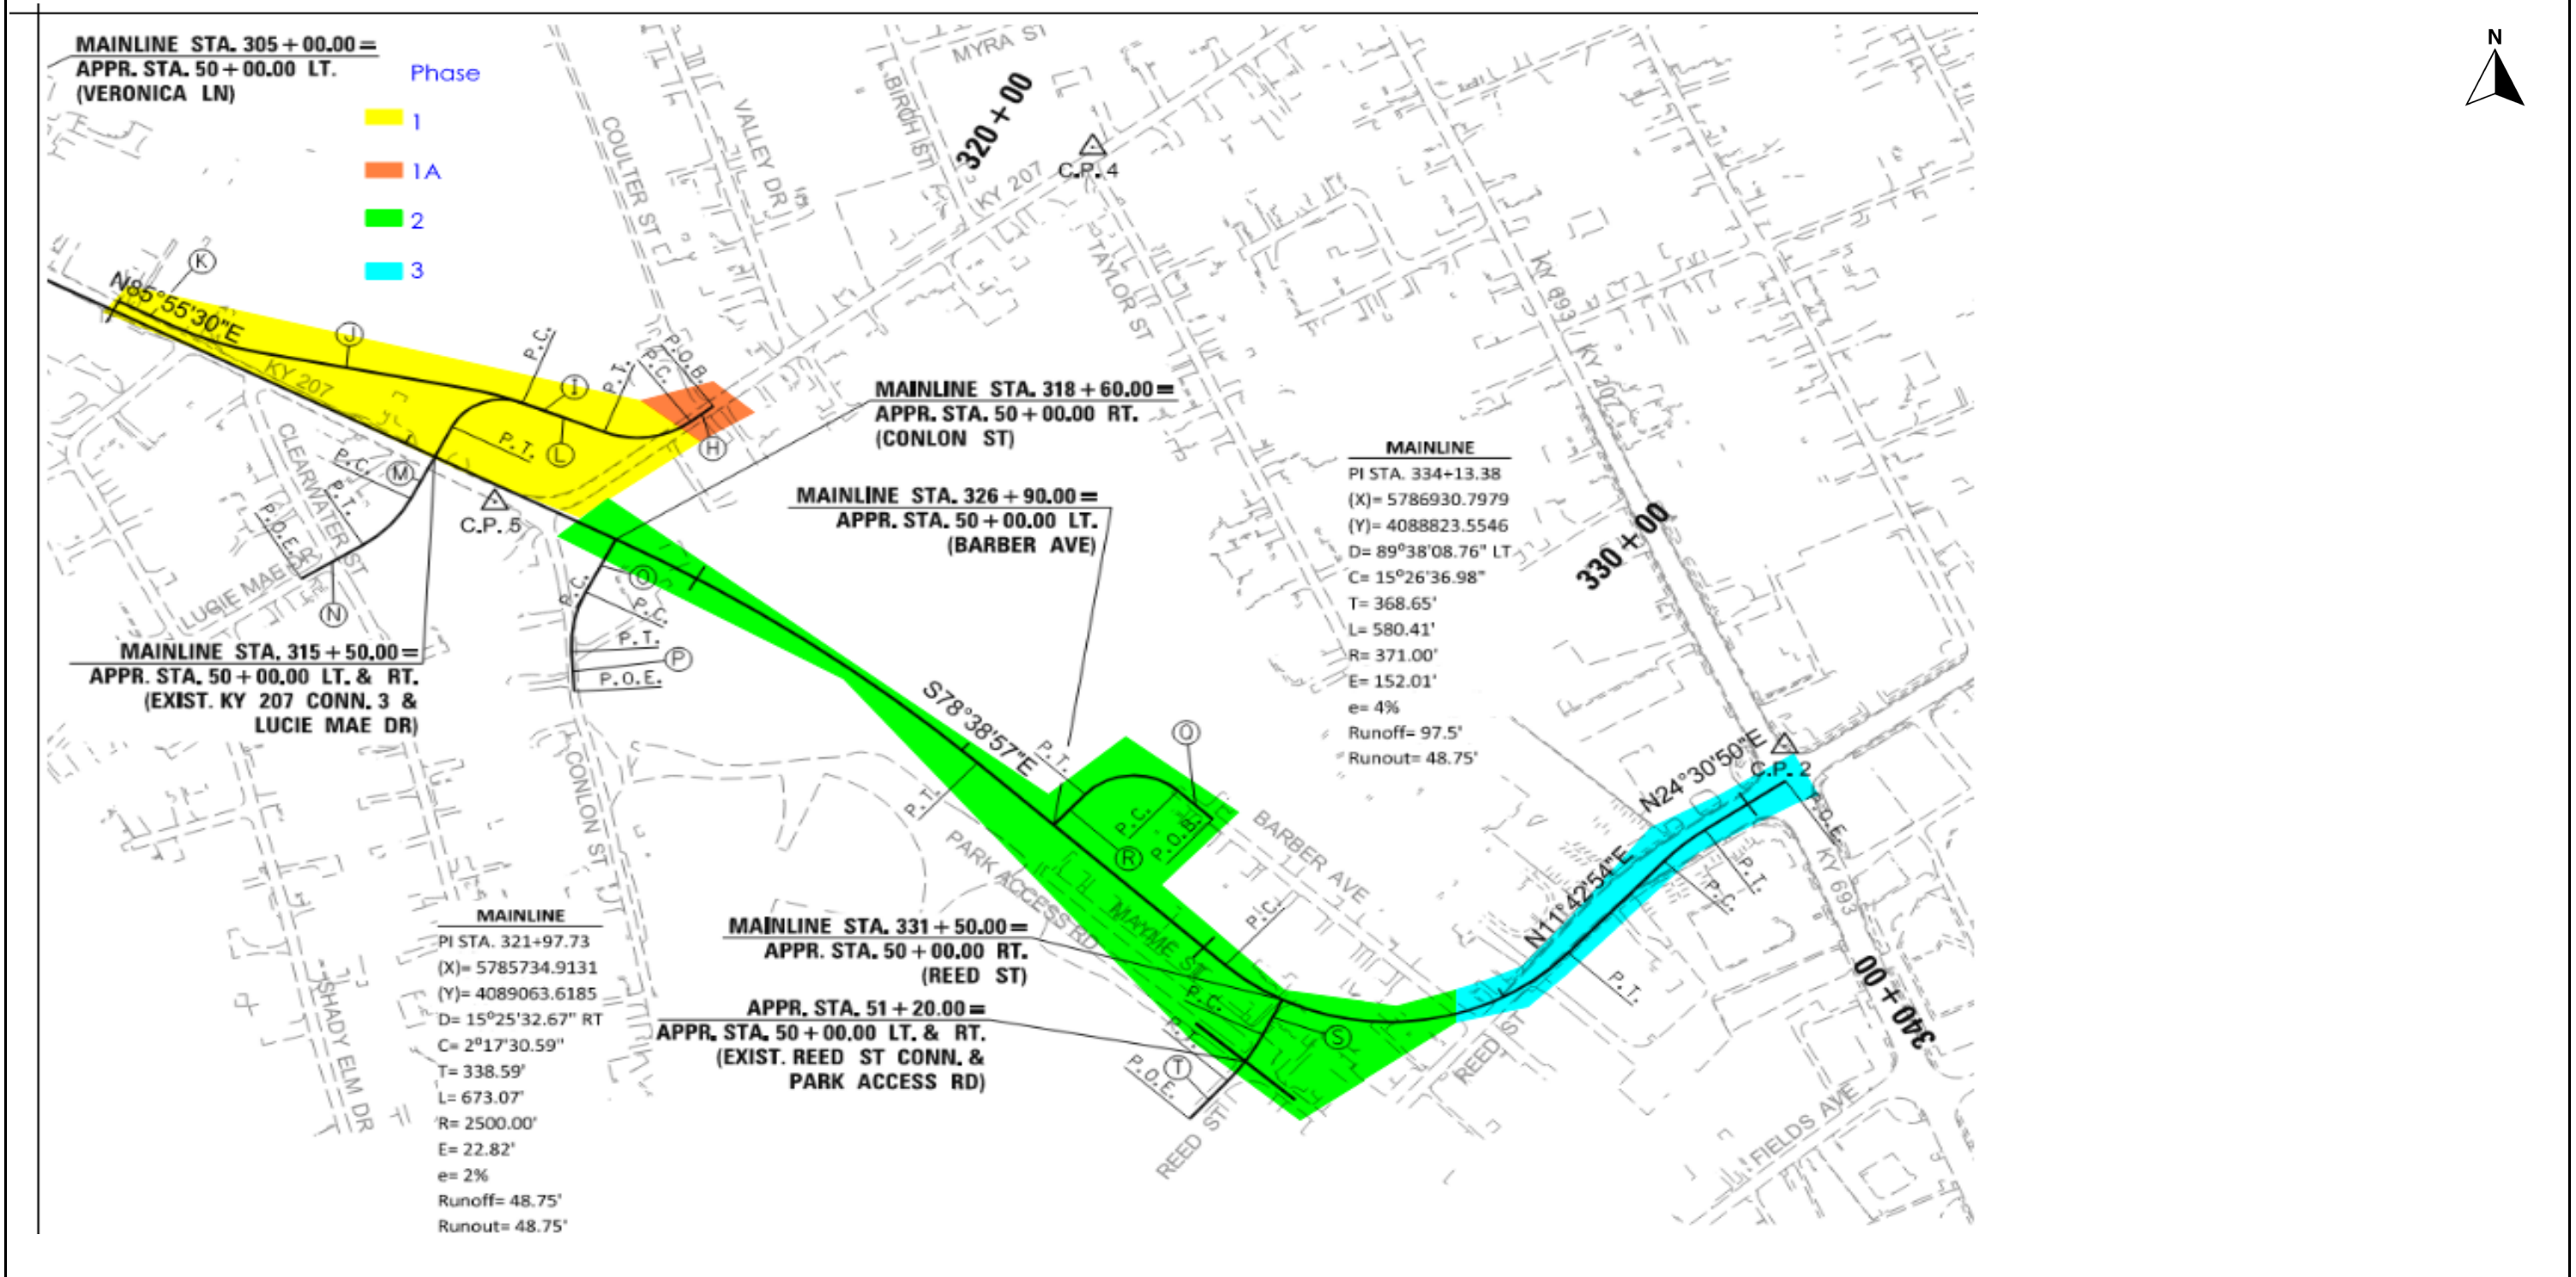 MAINLINE STA. 305+00.00 =
APPR. STA. 50+00.00 LT.
(VERONICA LN)
Phase
1
1A
2
3
N
MYRA ST
BIRCH ST
VALLEY DR
COULTER ST
320+00
KY 207
C.P. 4
TAYLOR ST
KY 693 / KY 207
K
N85°55'30"E
J
KY 207
P.C.
I
P.T.
P.C.
P.O.B.
H
L
P.T.
M
P.C.
P.T.
P.O.E.
CLEARWATER ST
LUCIE MAE DR
N
C.P. 5
MAINLINE STA. 318+60.00 =
APPR. STA. 50+00.00 RT.
(CONLON ST)
MAINLINE STA. 326+90.00 =
APPR. STA. 50+00.00 LT.
(BARBER AVE)
MAINLINE
PI STA. 334+13.38
(X)= 5786930.7979
(Y)= 4088823.5546
D= 89°38'08.76" LT
C= 15°26'36.98"
T= 368.65'
L= 580.41'
R= 371.00'
E= 152.01'
e= 4%
Runoff= 97.5'
Runout= 48.75'
330+00
O
P.C.
P.C.
P.T.
P
P.O.E.
MAINLINE STA. 315+50.00 =
APPR. STA. 50+00.00 LT. & RT.
(EXIST. KY 207 CONN. 3 &
LUCIE MAE DR)
S78°38'57"E
P.T.
P.T.
Q
P.C.
P.O.B.
R
BARBER AVE
CONLON ST
PARK ACCESS RD
MAYME ST
P.C.
N24°30'50"E
C.P. 2
P.O.E.
KY 693
P.T.
P.C.
N11°42'54"E
P.T.
340+00
MAINLINE STA. 331+50.00 =
APPR. STA. 50+00.00 RT.
(REED ST)
APPR. STA. 51+20.00 =
APPR. STA. 50+00.00 LT. & RT.
(EXIST. REED ST CONN. &
PARK ACCESS RD)
P.C.
S
T
P.O.E.
REED ST
REED ST
FIELDS AVE
SHADY ELM DR
MAINLINE
PI STA. 321+97.73
(X)= 5785734.9131
(Y)= 4089063.6185
D= 15°25'32.67" RT
C= 2°17'30.59"
T= 338.59'
L= 673.07'
R= 2500.00'
E= 22.82'
e= 2%
Runoff= 48.75'
Runout= 48.75'